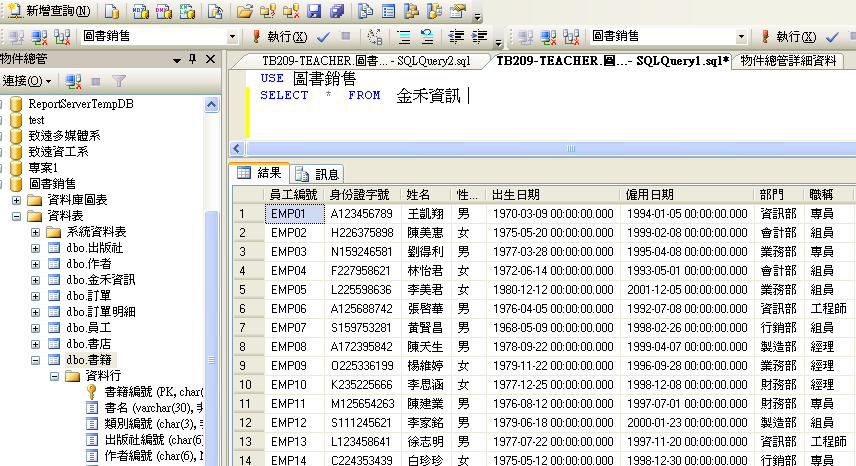 新增查詢(N)
圖書銷售 執行(X) 圖書銷售 執行(X)
物件總管
連接(O)
ReportServerTempDB
test
致遠多媒體系
致遠資工系
專案1
圖書銷售
資料庫圖表
資料表
系統資料表
dbo.出版社
dbo.作者
dbo.金禾資訊
dbo.訂單
dbo.訂單明細
dbo.員工
dbo.書店
dbo.書籍
資料行
書籍編號 (PK, char(
書名 (varchar(30),
類別編號 (char(3),
出版社編號 (char(6)
作者編號 (char(6), N
TB209-TEACHER.圖書... - SQLQuery2.sql TB209-TEACHER.圖...- SQLQuery1.sql* 物件總管詳細資料
USE 圖書銷售
SELECT * FROM 金禾資訊
結果 訊息
員工編號 身份證字號 姓名 性... 出生日期 僱用日期 部門 職稱
1 EMP01 A123456789 王凱翔 男 1970-03-09 00:00:00.000 1994-01-05 00:00:00.000 資訊部 專員
2 EMP02 H226375898 陳美惠 女 1975-05-20 00:00:00.000 1999-02-08 00:00:00.000 會計部 組員
3 EMP03 N159246581 劉得利 男 1977-03-28 00:00:00.000 1995-04-08 00:00:00.000 業務部 專員
4 EMP04 F227958621 林怡君 女 1972-06-14 00:00:00.000 1993-05-01 00:00:00.000 會計部 組員
5 EMP05 L225598636 李美君 女 1980-12-12 00:00:00.000 2001-12-05 00:00:00.000 業務部 組員
6 EMP06 A125688742 張啓華 男 1976-04-05 00:00:00.000 1992-07-08 00:00:00.000 資訊部 工程師
7 EMP07 S159753281 黃賢昌 男 1968-05-09 00:00:00.000 1998-02-26 00:00:00.000 行銷部 組員
8 EMP08 A172395842 陳天生 男 1978-09-22 00:00:00.000 1999-04-07 00:00:00.000 製造部 經理
9 EMP09 O225336199 楊維婷 女 1979-11-22 00:00:00.000 1996-09-28 00:00:00.000 業務部 經理
10 EMP10 K235225666 李思涵 女 1977-12-25 00:00:00.000 1998-12-08 00:00:00.000 財務部 經理
11 EMP11 M125654263 陳建業 男 1976-08-12 00:00:00.000 1997-07-01 00:00:00.000 財務部 專員
12 EMP12 S111245621 李家銘 男 1979-06-18 00:00:00.000 2000-01-23 00:00:00.000 製造部 組員
13 EMP13 L123458641 徐志明 男 1977-07-22 00:00:00.000 1997-11-20 00:00:00.000 資訊部 工程師
14 EMP14 C224353439 白珍珍 女 1975-05-12 00:00:00.000 1998-12-30 00:00:00.000 行銷部 專員